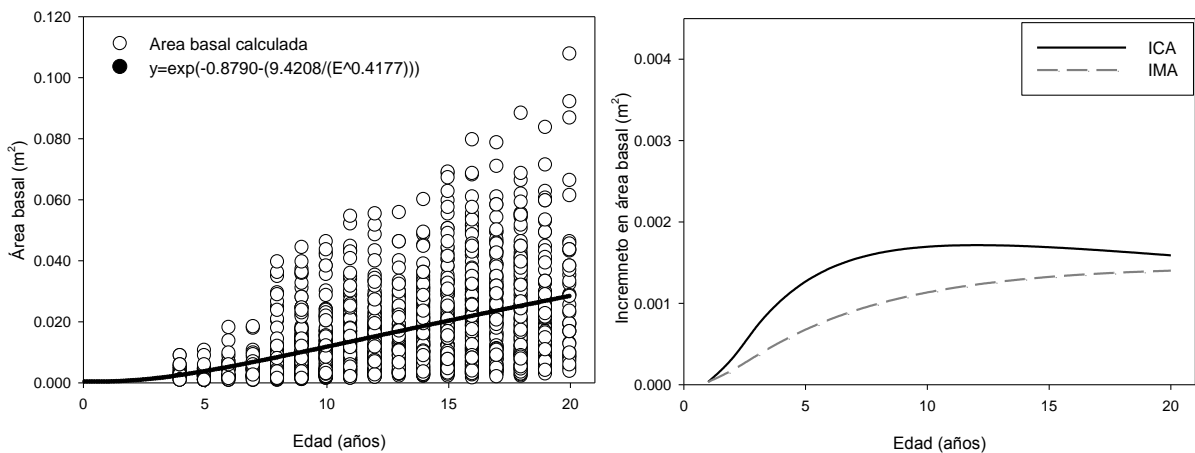 0.120
0.100
0.080
0.060
0.040
0.020
0.000
Área basal (m²)
Area basal calculada
y=exp(-0.8790-(9.4208/(E^0.4177)))
0 5 10 15 20
Edad (años)
0.004
0.003
0.002
0.001
0.000
Incremneto en área basal (m²)
ICA
IMA
0 5 10 15 20
Edad (años)